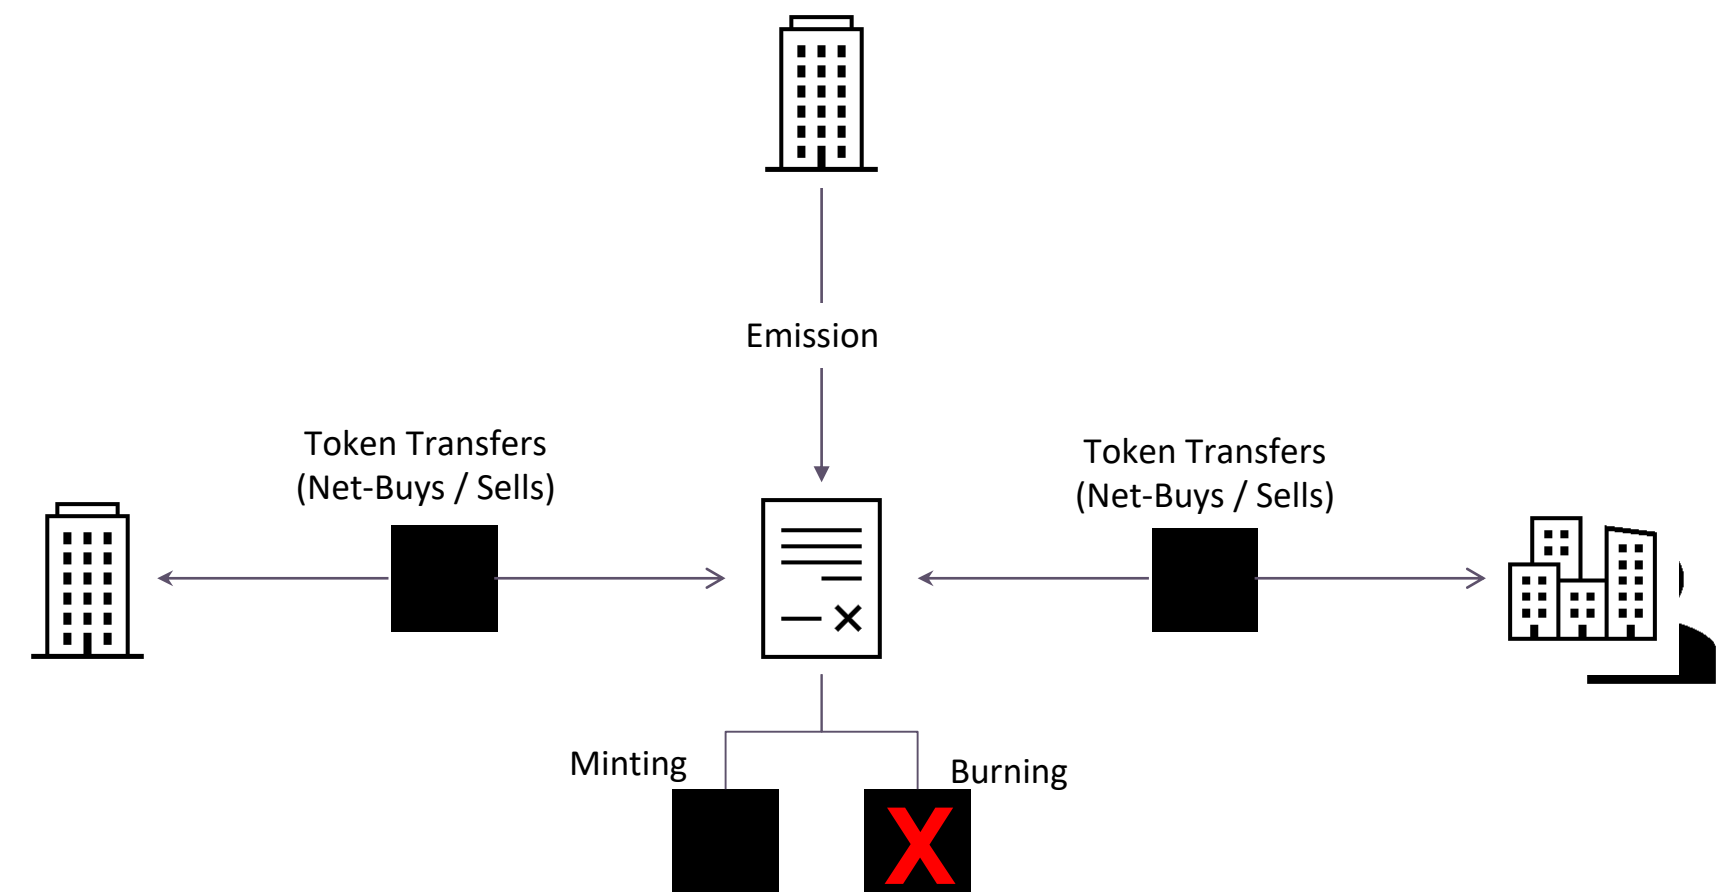 Emission
Token Transfers
(Net-Buys / Sells)
Token Transfers
(Net-Buys / Sells)
Minting
Burning
X